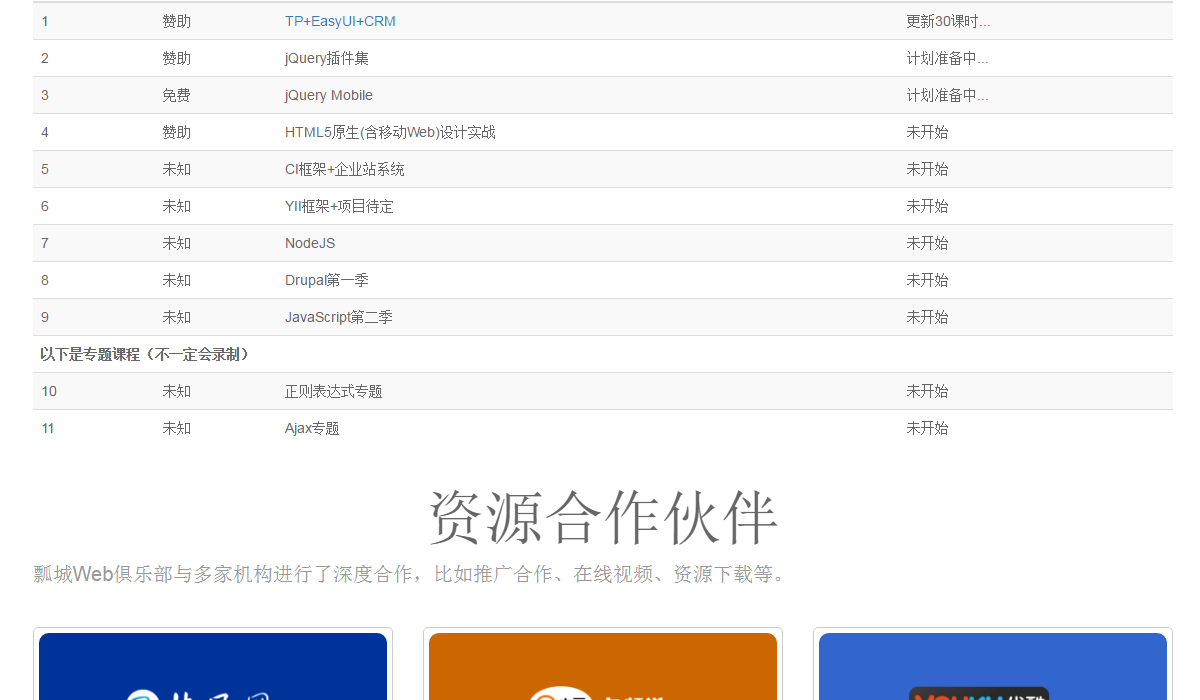 1 赞助 TP+EasyUI+CRM 更新30课时...
2 赞助 jQuery插件集 计划准备中...
3 免费 jQuery Mobile 计划准备中...
4 赞助 HTML5原生(含移动Web)设计实战 未开始
5 未知 CI框架+企业站系统 未开始
6 未知 YII框架+项目待定 未开始
7 未知 NodeJS 未开始
8 未知 Drupal第一季 未开始
9 未知 JavaScript第二季 未开始
以下是专题课程（不一定会录制）
10 未知 正则表达式专题 未开始
11 未知 Ajax专题 未开始
资源合作伙伴
瓢城Web俱乐部与多家机构进行了深度合作，比如推广合作、在线视频、资源下载等。